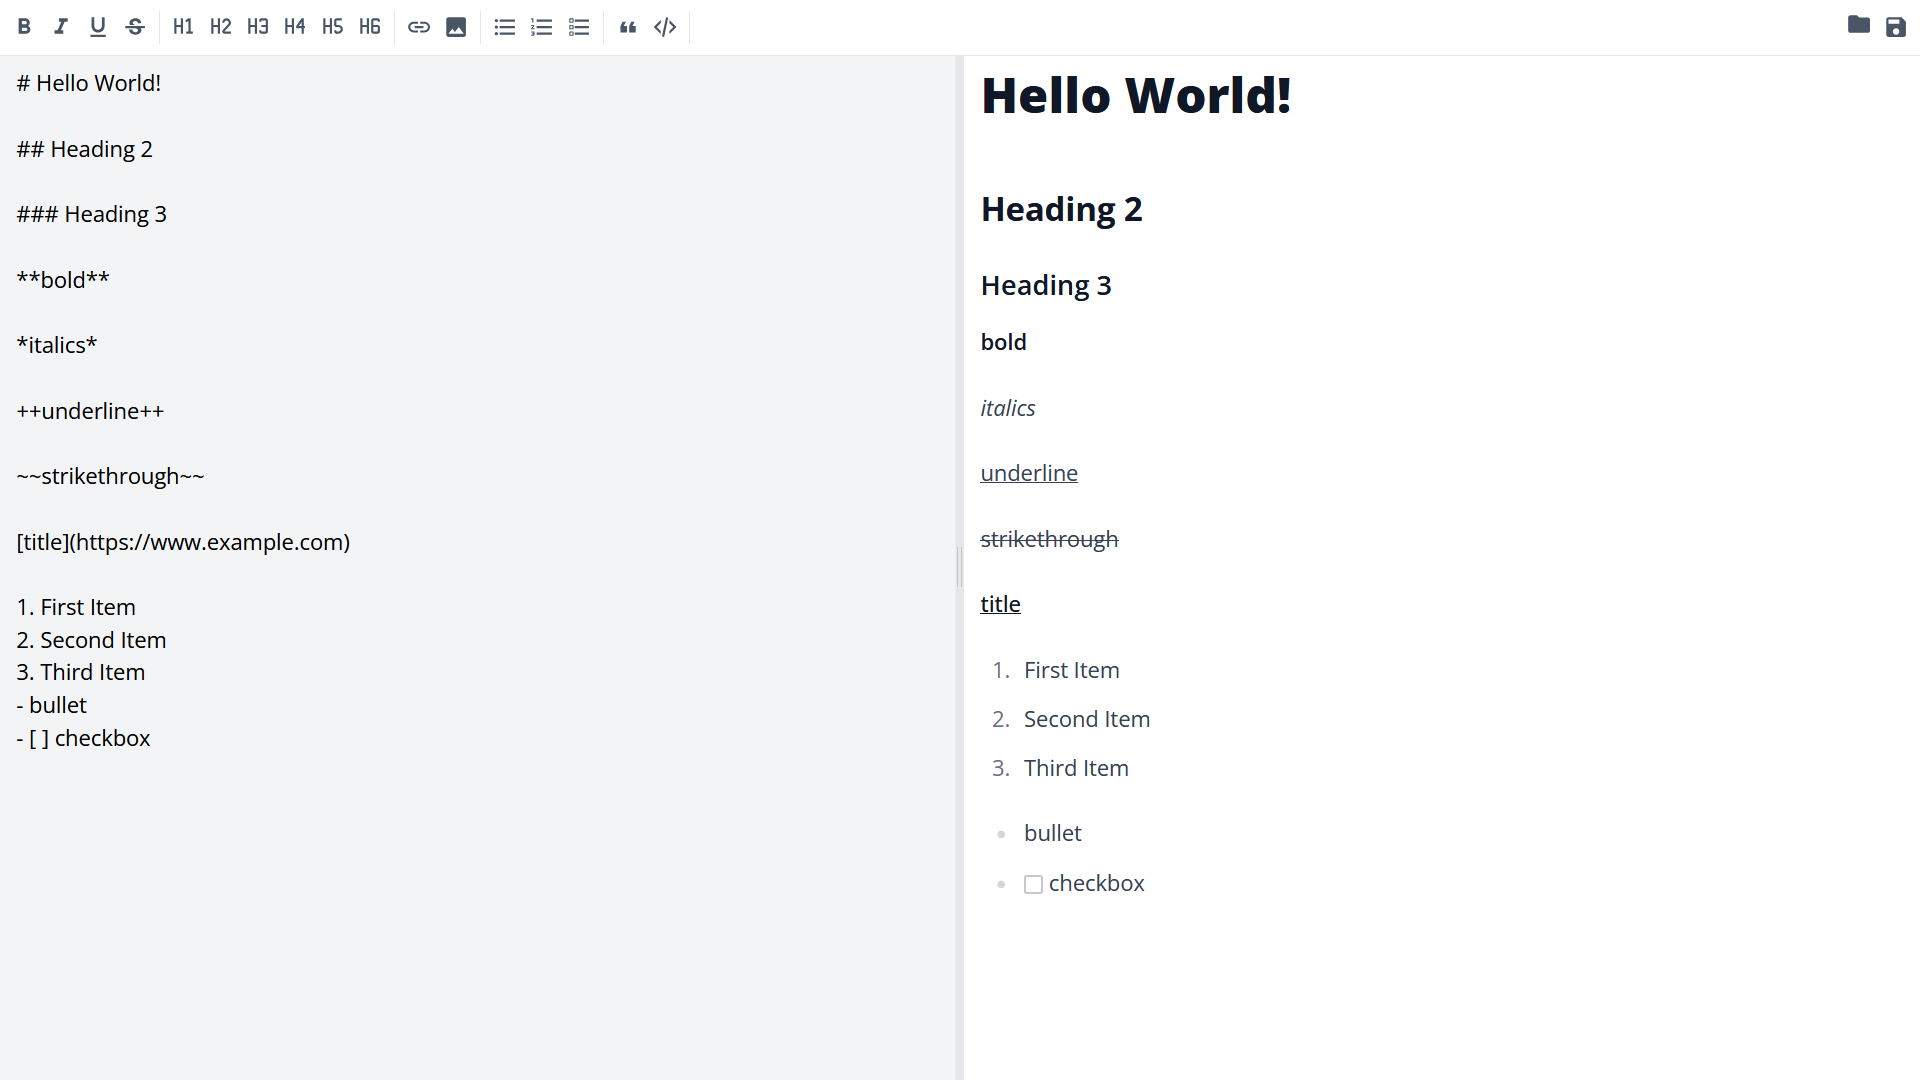 B I U S H1 H2 H3 H4 H5 H6
# Hello World!
## Heading 2
### Heading 3
**bold**
*italics*
++underline++
~~strikethrough~~
[title](https://www.example.com)
1. First Item
2. Second Item
3. Third Item
- bullet
- [ ] checkbox
Hello World!
Heading 2
Heading 3
bold
italics
underline
strikethrough
title
1. First Item
2. Second Item
3. Third Item
• bullet
• checkbox